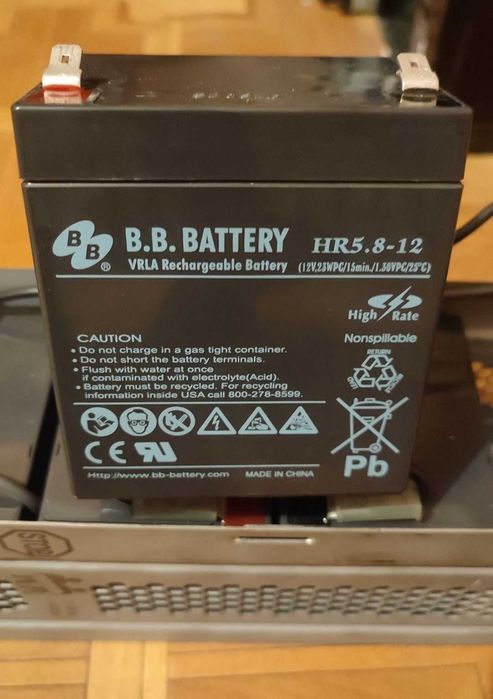 B B ®
B.B. BATTERY
VRLA Rechargeable Battery
HR5.8-12
(12V,23WPC/15min./1.30VPC/25°C)
High Rate
CAUTION
• Do not charge in a gas tight container.
• Do not short the battery terminals.
• Flush with water at once
if contaminated with electrolyte(Acid).
• Battery must be recycled. For recycling
information inside USA call 800-278-8599.
Nonspillable
RETURN
Pb
CE
Http://www.bb-battery.com
MADE IN CHINA